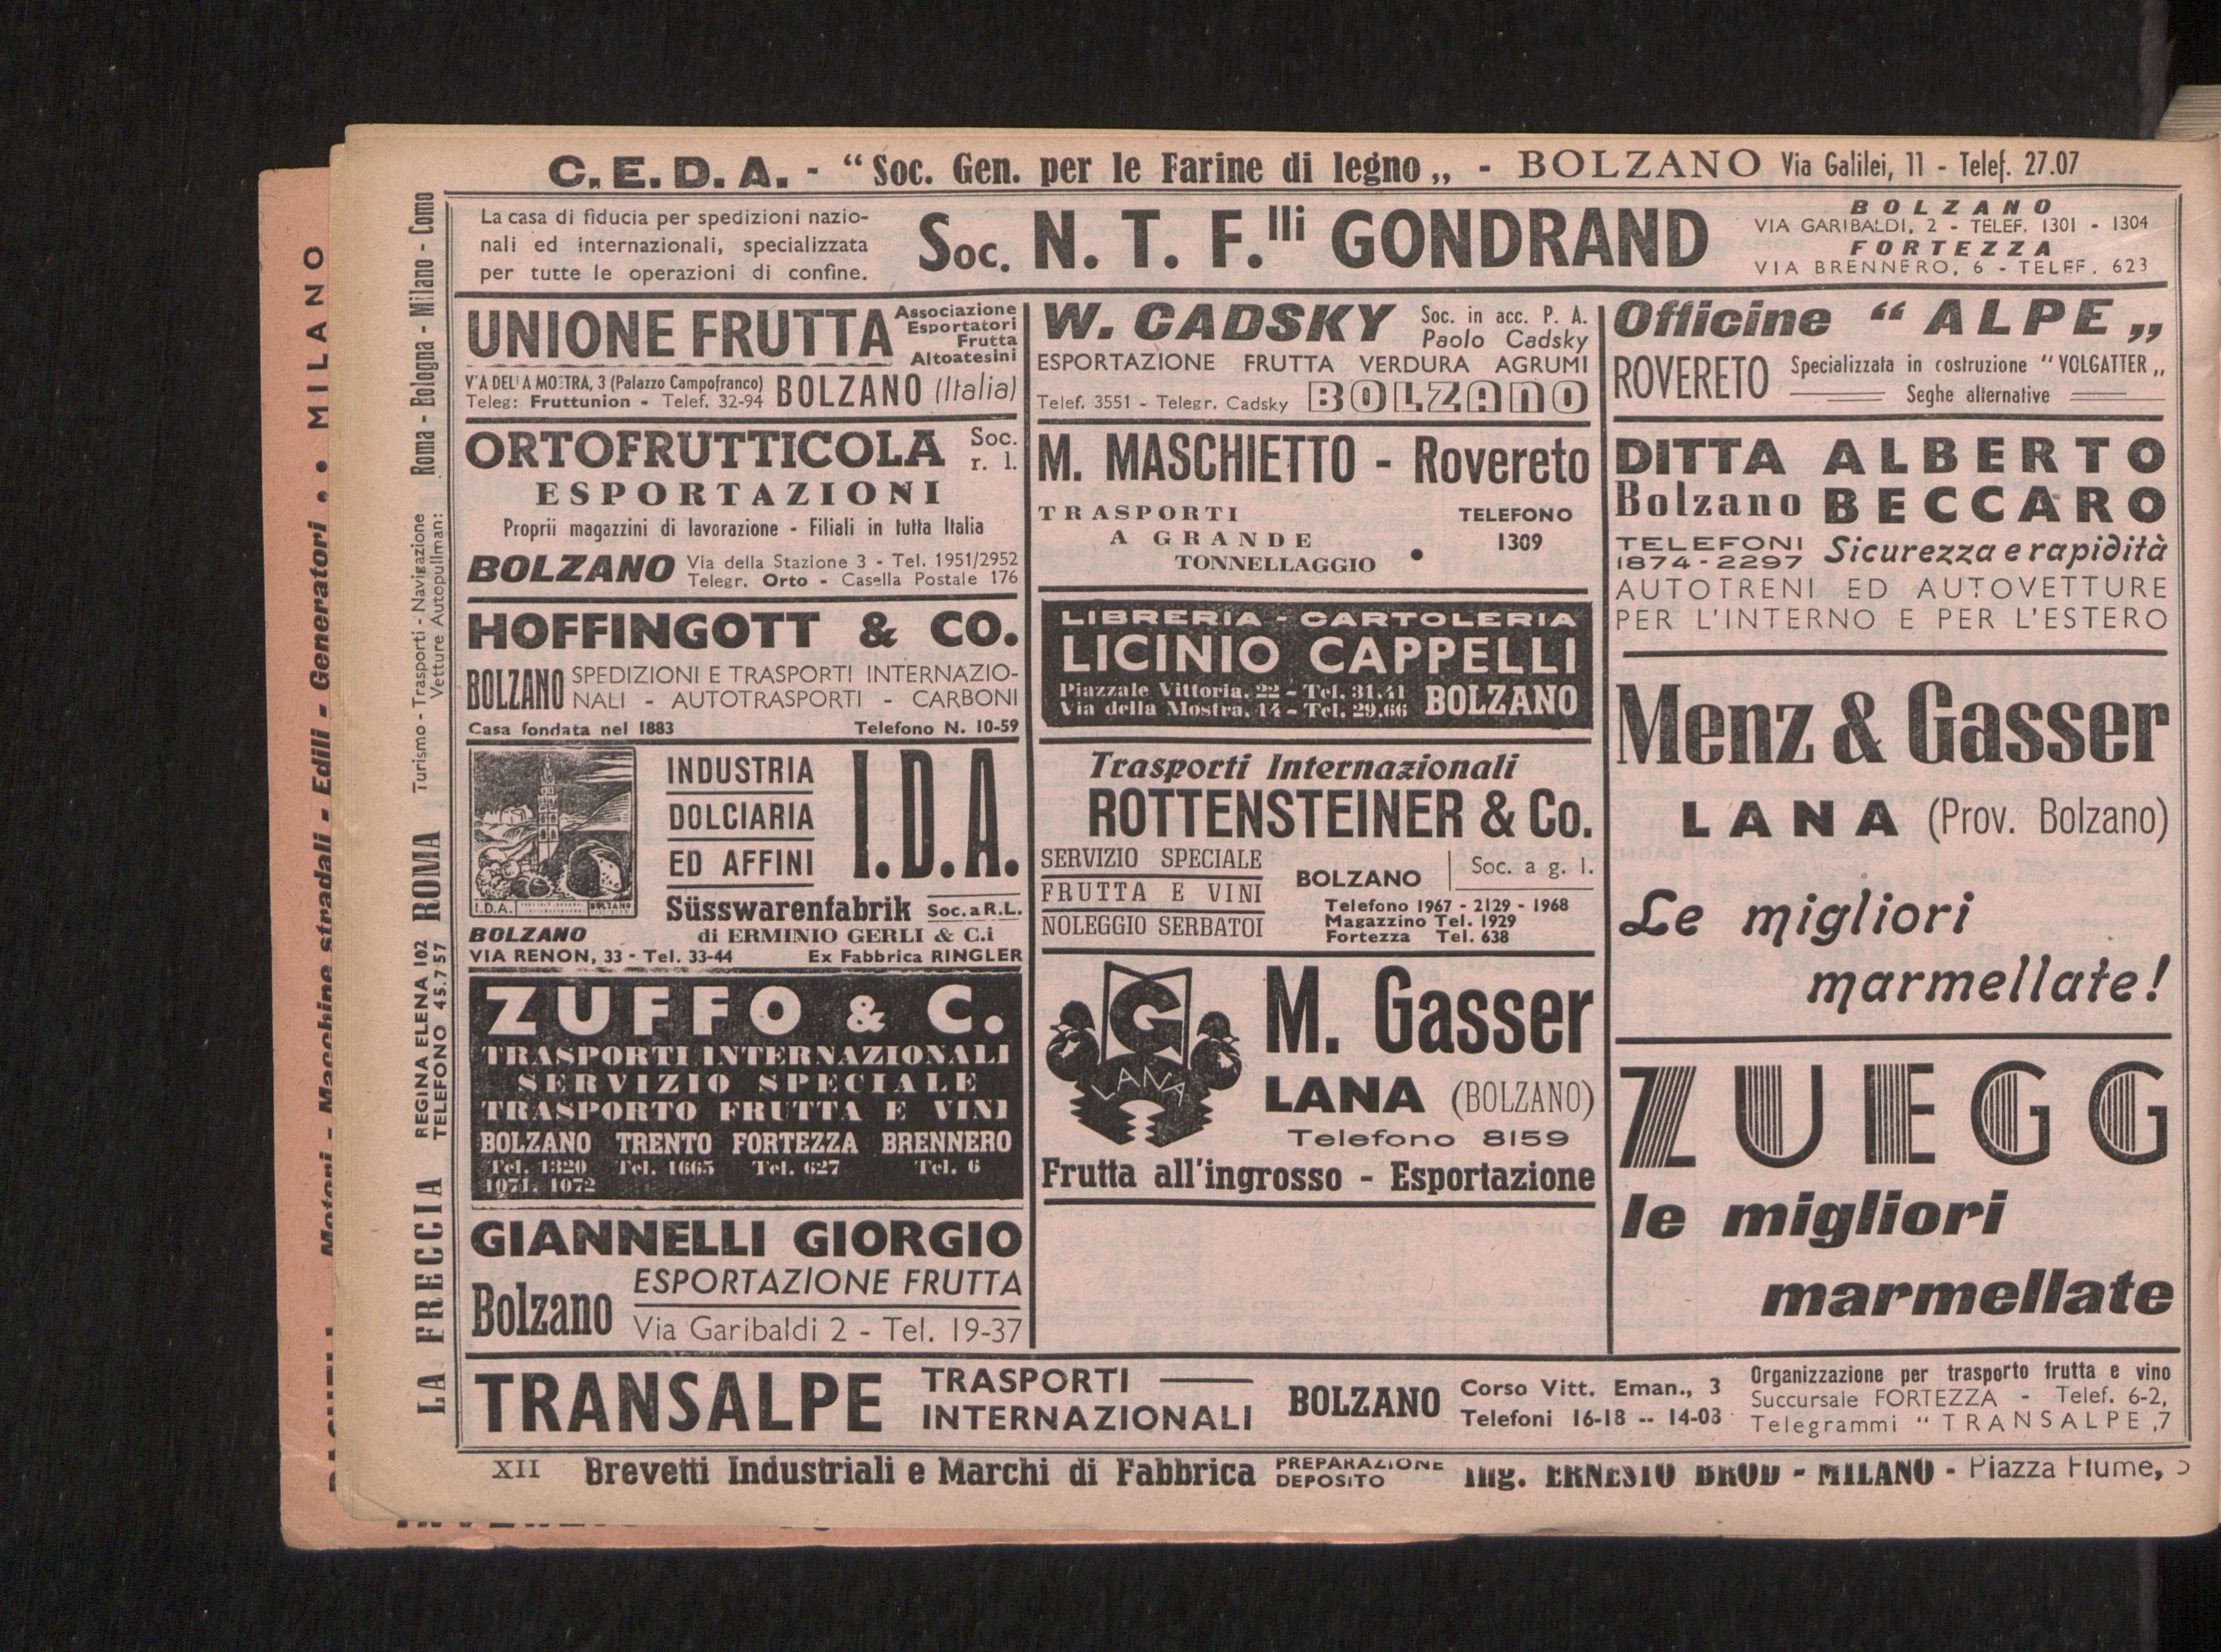 C. E. D. A. - “Soc. Gen. per le Farine di legno„ - BOLZANO Via Galilei, 11 - Telef. 27.07
La casa di fiducia per spedizioni nazio-
nali ed internazionali, specializzata
per tutte le operazioni di confine.
Soc. N. T. F.lli GONDRAND
BOLZANO
VIA GARIBALDI, 2 - TELEF. 1301 - 1304
FORTEZZA
VIA BRENNERO, 6 - TELEF. 623
UNIONE FRUTTA
Associazione
Esportatori
Frutta
Altoatesini
VIA DELLA MOSTRA, 3 (Palazzo Campofranco)
Teleg: Fruttunion - Telef. 32-94
BOLZANO (Italia)
ORTOFRUTTICOLA Soc.
r. l.
ESPORTAZIONI
Proprii magazzini di lavorazione - Filiali in tutta Italia
BOLZANO
Via della Stazione 3 - Tel. 1951/2952
Telegr. Orto - Casella Postale 176
HOFFINGOTT & CO.
BOLZANO
SPEDIZIONI E TRASPORTI INTERNAZIO-
NALI - AUTOTRASPORTI - CARBONI
Casa fondata nel 1883 Telefono N. 10-59
INDUSTRIA
DOLCIARIA
ED AFFINI
I.D.A.
I.D.A. BOLZANO
Süsswarenfabrik Soc. a R.L.
BOLZANO di ERMINIO GERLI & C.i
VIA RENON, 33 - Tel. 33-44 Ex Fabbrica RINGLER
ZUFFO & C.
TRASPORTI INTERNAZIONALI
SERVIZIO SPECIALE
TRASPORTO FRUTTA E VINI
BOLZANO TRENTO FORTEZZA BRENNERO
Tel. 1320 Tel. 1665 Tel. 627 Tel. 6
1071, 1072
GIANNELLI GIORGIO
Bolzano
ESPORTAZIONE FRUTTA
Via Garibaldi 2 - Tel. 19-37
W. CADSKY
Soc. in acc. P. A.
Paolo Cadsky
ESPORTAZIONE FRUTTA VERDURA AGRUMI
Telef. 3551 - Telegr. Cadsky BOLZANO
M. MASCHIETTO - Rovereto
TRASPORTI
A GRANDE
TONNELLAGGIO
TELEFONO
1309
LIBRERIA - CARTOLERIA
LICINIO CAPPELLI
Piazzale Vittoria, 22 - Tel. 31.41
Via della Mostra, 14 - Tel. 29.66
BOLZANO
Trasporti Internazionali
ROTTENSTEINER & Co.
SERVIZIO SPECIALE
FRUTTA E VINI
NOLEGGIO SERBATOI
BOLZANO Soc. a g. l.
Telefono 1967 - 2129 - 1968
Magazzino Tel. 1929
Fortezza Tel. 638
G
LANA
M. Gasser
LANA (BOLZANO)
Telefono 8159
Frutta all'ingrosso - Esportazione
Officine “ALPE„
ROVERETO
Specializzata in costruzione “VOLGATTER„
Seghe alternative
DITTA ALBERTO
Bolzano BECCARO
TELEFONI
1874-2297
Sicurezza e rapidità
AUTOTRENI ED AUTOVETTURE
PER L'INTERNO E PER L'ESTERO
Menz & Gasser
LANA (Prov. Bolzano)
Le migliori
marmellate!
ZUEGG
le migliori
marmellate
TRANSALPE
TRASPORTI
INTERNAZIONALI
BOLZANO
Corso Vitt. Eman., 3
Telefoni 16-18 -- 14-03
Organizzazione per trasporto frutta e vino
Succursale FORTEZZA - Telef. 6-2,
Telegrammi “TRANSALPE,7
XII Brevetti Industriali e Marchi di Fabbrica
PREPARAZIONE
DEPOSITO
Ing. ERNESTO BROD - MILANO - Piazza Fiume,
LA FRECCIA
REGINA ELENA 102
TELEFONO 45.757
ROMA
Turismo - Trasporti - Navigazione
Vetture Autopullman:
Roma - Bologna - Milano - Como
Motori - Macchine stradali - Edili - Generatori • • MILANO